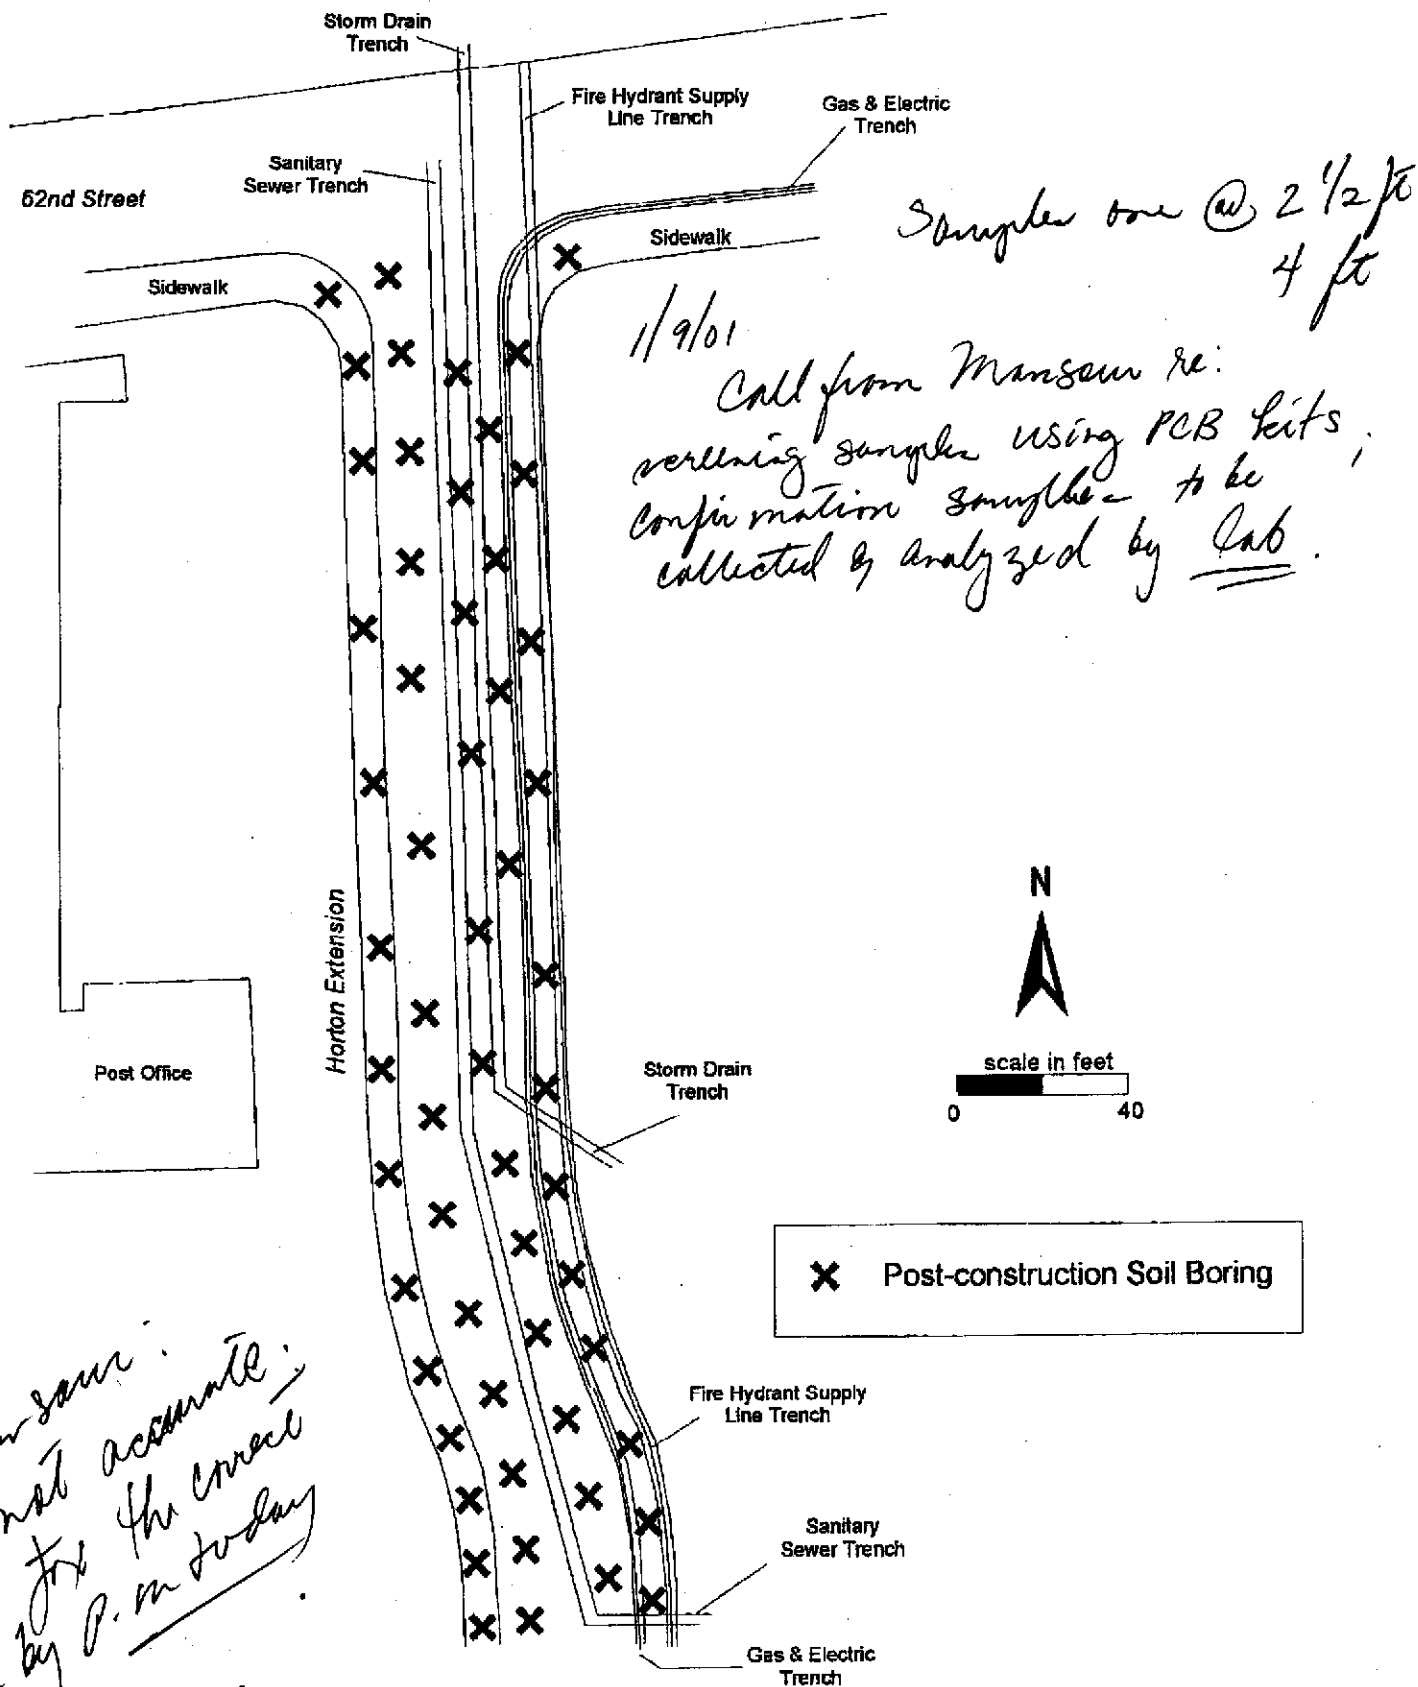 Storm Drain
Trench
Fire Hydrant Supply
Line Trench
Gas & Electric
Trench
Sanitary
Sewer Trench
62nd Street
Sidewalk
Sidewalk
Samples are @ 2 1/2 ft
4 ft
1/9/01
Call from Mansour re:
screening samples using PCB kits;
confirmation samples to be
collected & analyzed by lab.
Horton Extension
Post Office
N
scale in feet
0 40
Storm Drain
Trench
Post-construction Soil Boring
not accurate.
fax the correct
by p.m today
Fire Hydrant Supply
Line Trench
Sanitary
Sewer Trench
Gas & Electric
Trench